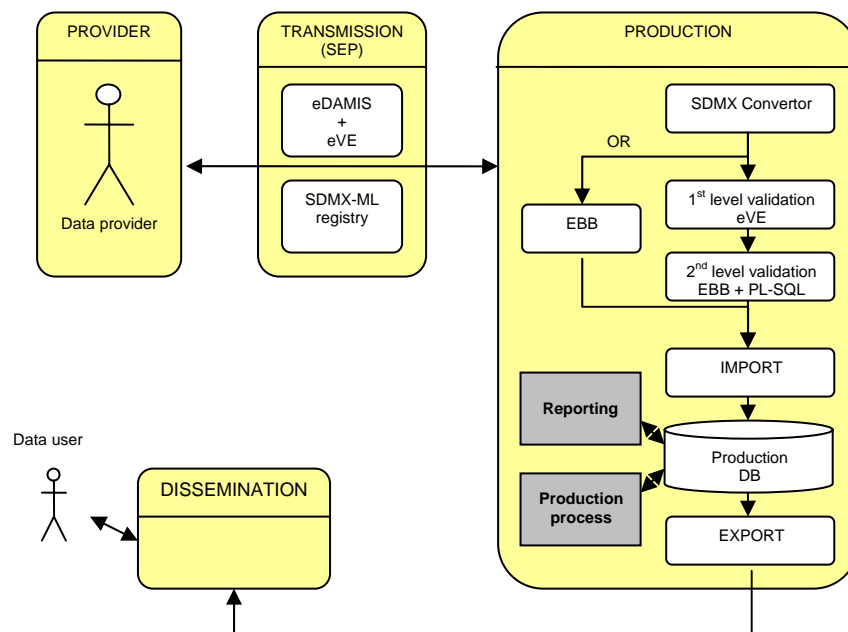 PROVIDER
Data provider
TRANSMISSION
(SEP)
eDAMIS
+
eVE
SDMX-ML
registry
PRODUCTION
SDMX Convertor
OR
1st level validation
eVE
EBB
2nd level validation
EBB + PL-SQL
IMPORT
Reporting
Production
DB
Production
process
EXPORT
Data user
DISSEMINATION